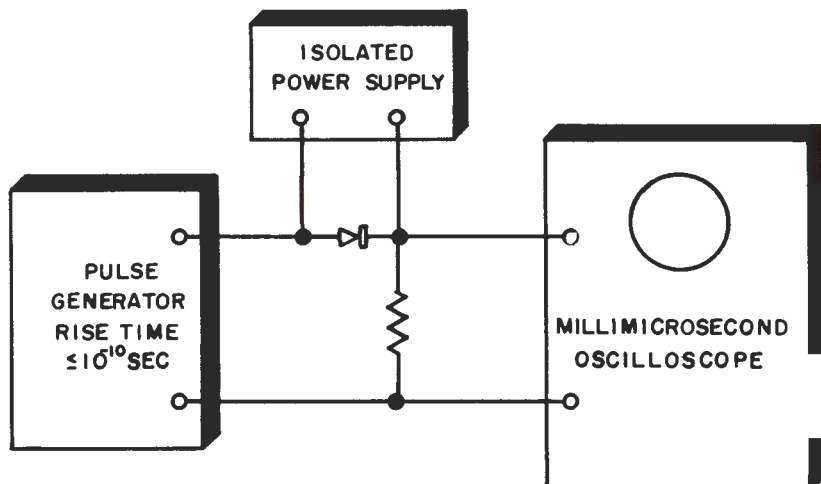 ISOLATED
POWER SUPPLY
PULSE
GENERATOR
RISE TIME
≤10⁻¹⁰SEC
MILLIMICROSECOND
OSCILLOSCOPE